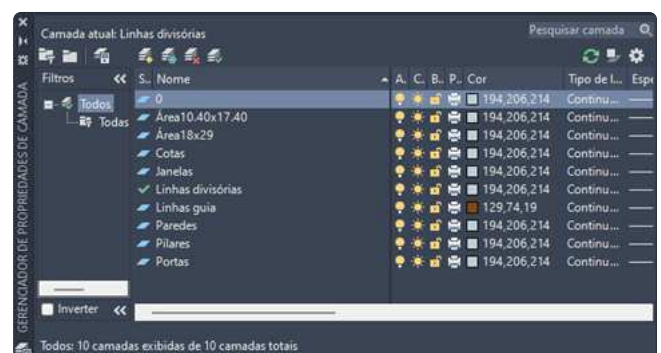 Camada atual: Linhas divisórias
Pesquisar camada
Filtros
S.. Nome A. C. B.. P.. Cor Tipo de l... Espe
Todos
Todas
0 194,206,214 Continu...
Área10.40x17.40 194,206,214 Continu...
Área18x29 194,206,214 Continu...
Cotas 194,206,214 Continu...
Janelas 194,206,214 Continu...
Linhas divisórias 194,206,214 Continu...
Linhas guia 129,74,19 Continu...
Paredes 194,206,214 Continu...
Pilares 194,206,214 Continu...
Portas 194,206,214 Continu...
Inverter
Todos: 10 camadas exibidas de 10 camadas totais
GERENCIADOR DE PROPRIEDADES DE CAMADA